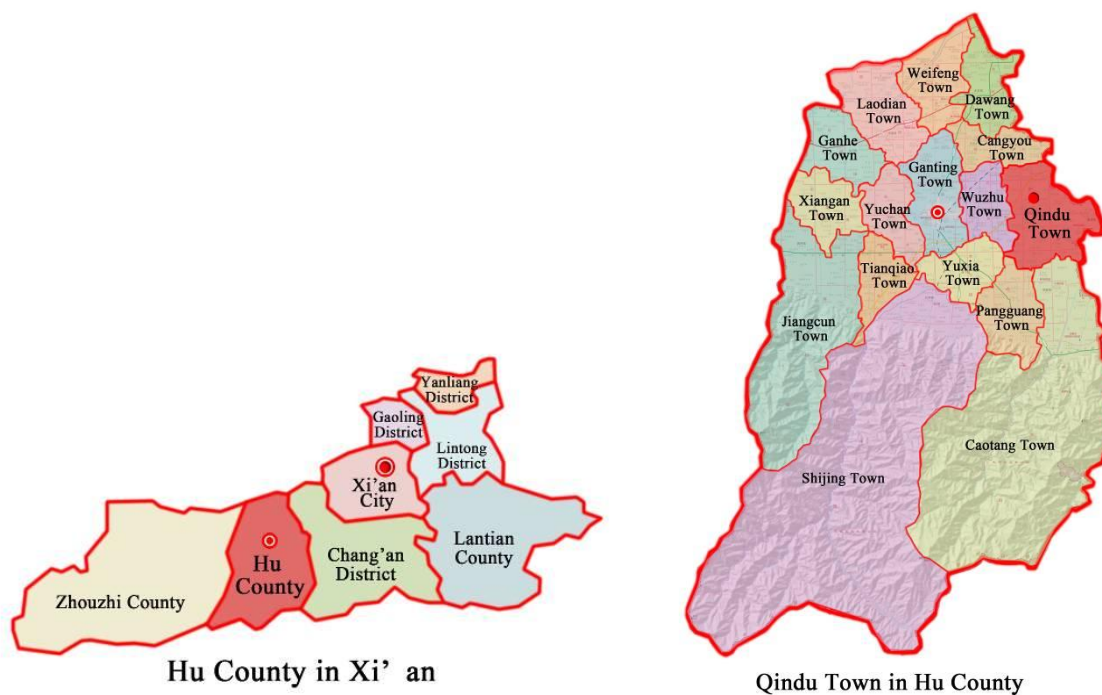 Yanliang
District
Gaoling
District
Lintong
District
Xi'an
City
Lantian
County
Chang'an
District
Hu
County
Zhouzhi County
Hu County in Xi' an
Weifeng
Town
Laodian
Town
Dawang
Town
Ganhe
Town
Cangyou
Town
Ganting
Town
Xiangan
Town
Yuchan
Town
Wuzhu
Town
Qindu
Town
Tianqiao
Town
Yuxia
Town
Jiangcun
Town
Pangguang
Town
Caotang Town
Shijing Town
Qindu Town in Hu County